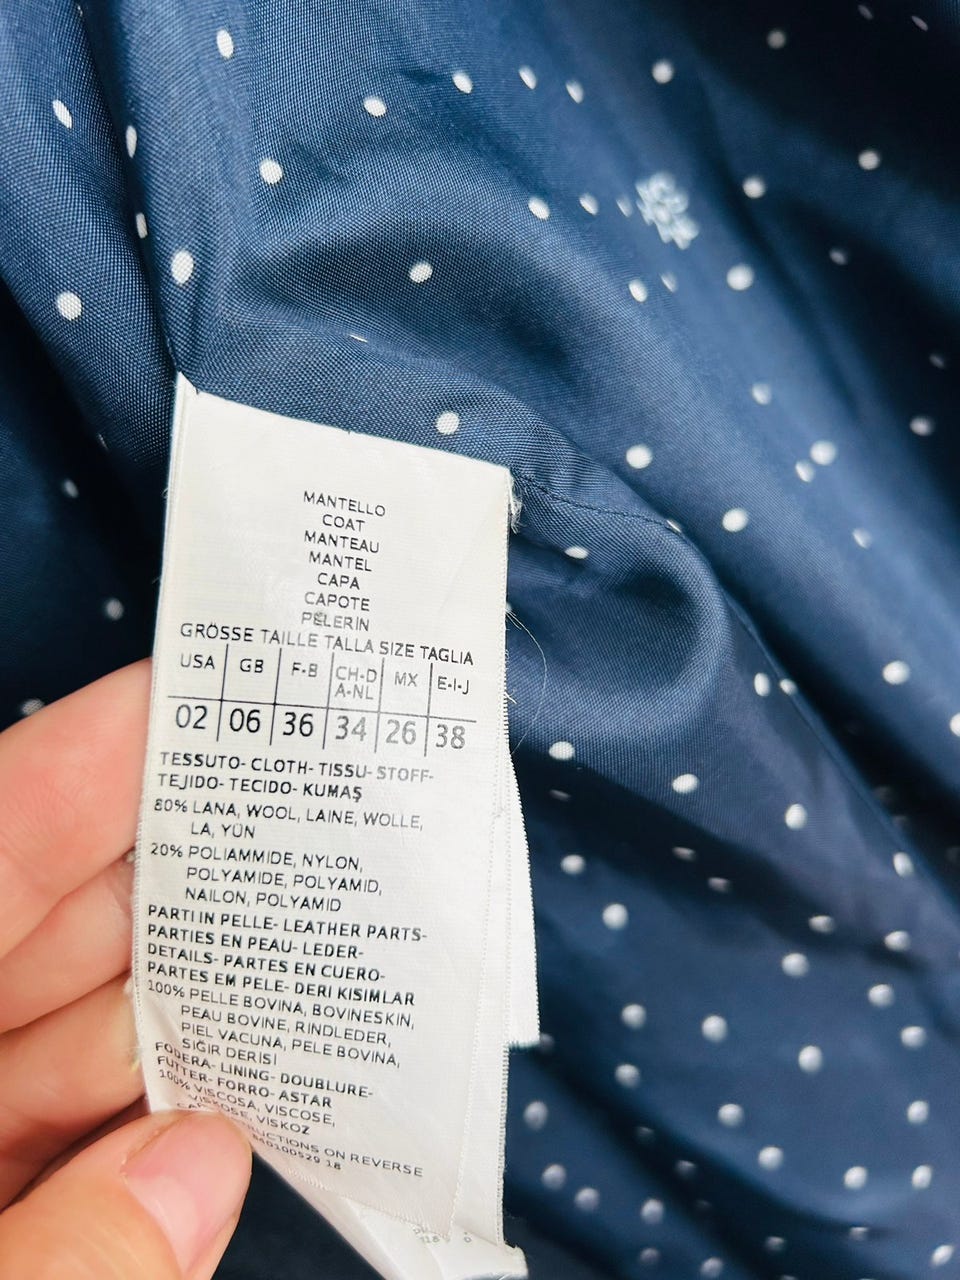 MANTELLO
COAT
MANTEAU
MANTEL
CAPA
CAPOTE
PELERİN
GRÖSSE TAILLE TALLA SIZE TAGLIA
USA GB F-B CH-D A-NL MX E-I-J
02 06 36 34 26 38
TESSUTO- CLOTH- TISSU- STOFF-
TEJIDO- TECIDO- KUMAŞ
80% LANA, WOOL, LAINE, WOLLE,
LA, YÜN
20% POLIAMMIDE, NYLON,
POLYAMIDE, POLYAMID,
NAILON, POLYAMID
PARTI IN PELLE- LEATHER PARTS-
PARTIES EN PEAU- LEDER-
DETAILS- PARTES EN CUERO-
PARTES EM PELE- DERI KISIMLAR
100% PELLE BOVINA, BOVINESKIN,
PEAU BOVINE, RINDLEDER,
PIEL VACUNA, PELE BOVINA,
SIĞIR DERISI
FODERA- LINING- DOUBLURE-
FUTTER- FORRO- ASTAR
100% VISCOSA, VISCOSE,
VISKOSE, VISKOZ
ON REVERSE